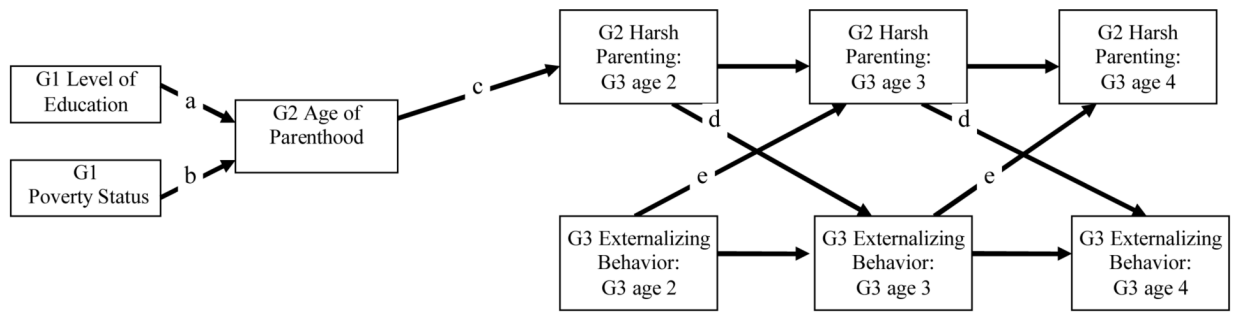 G1 Level of
Education
a
G1
Poverty Status
b
G2 Age of
Parenthood
c
G2 Harsh
Parenting:
G3 age 2
G2 Harsh
Parenting:
G3 age 3
G2 Harsh
Parenting:
G3 age 4
d
d
e
e
G3 Externalizing
Behavior:
G3 age 2
G3 Externalizing
Behavior:
G3 age 3
G3 Externalizing
Behavior:
G3 age 4